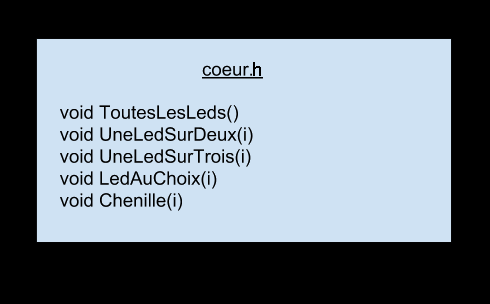 coeur.h
void ToutesLesLeds()
void UneLedSurDeux(i)
void UneLedSurTrois(i)
void LedAuChoix(i)
void Chenille(i)